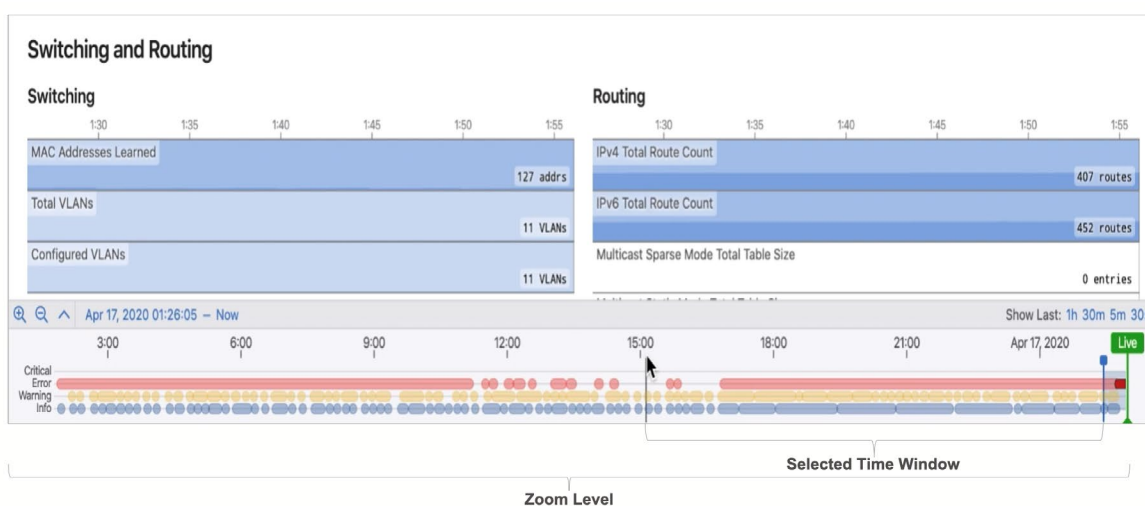 Switching and Routing
Switching
1:30 1:35 1:40 1:45 1:50 1:55
MAC Addresses Learned
127 addrs
Total VLANs
11 VLANs
Configured VLANs
11 VLANs
Routing
1:30 1:35 1:40 1:45 1:50 1:55
IPv4 Total Route Count
407 routes
IPv6 Total Route Count
452 routes
Multicast Sparse Mode Total Table Size
0 entries
Apr 17, 2020 01:26:05 – Now
Show Last: 1h 30m 5m 30
3:00 6:00 9:00 12:00 15:00 18:00 21:00 Apr 17, 2020 Live
Critical
Error
Warning
Info
Selected Time Window
Zoom Level